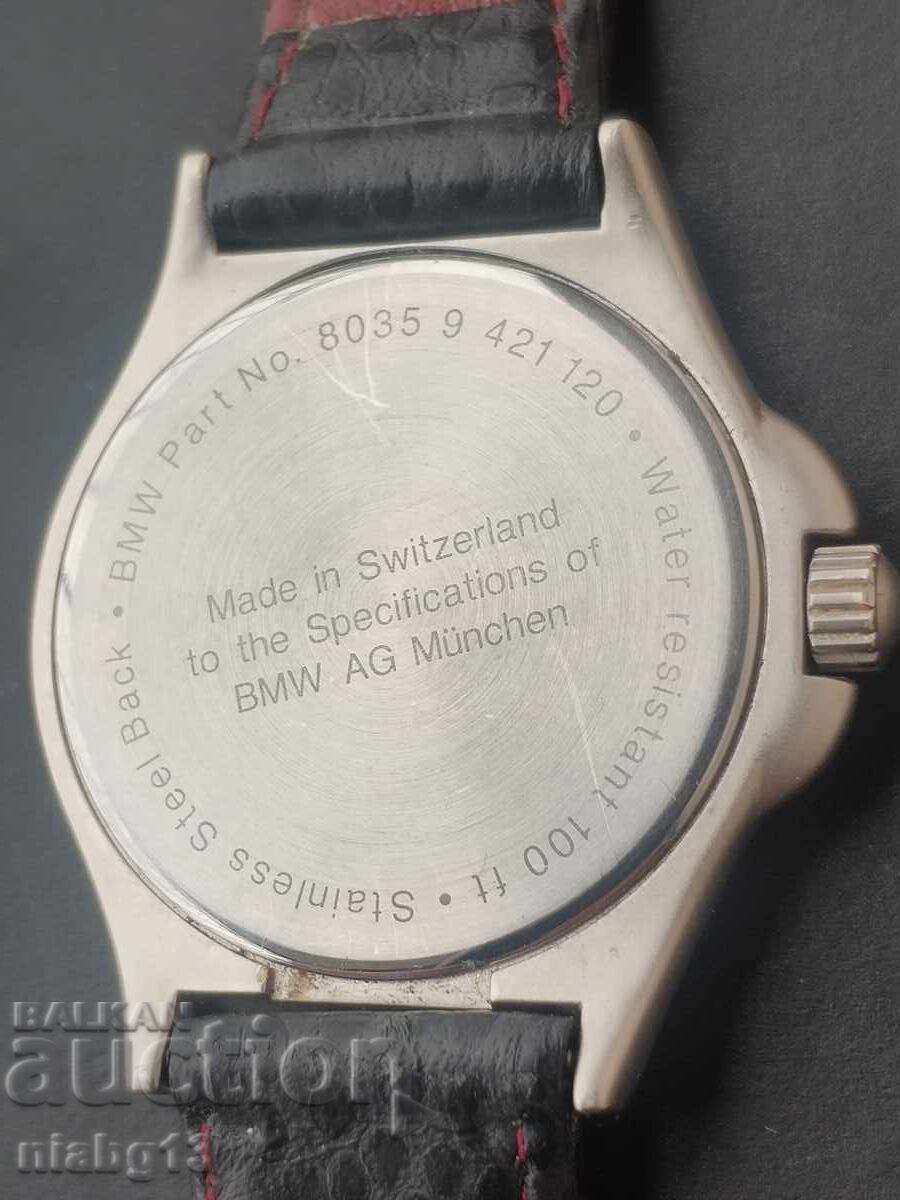 BMW Part No. 8035 9 421 120 • Water resistant 100 ft • Stainless Steel Back •
Made in Switzerland
to the Specifications of
BMW AG München
BALKAN
auction
niabg13